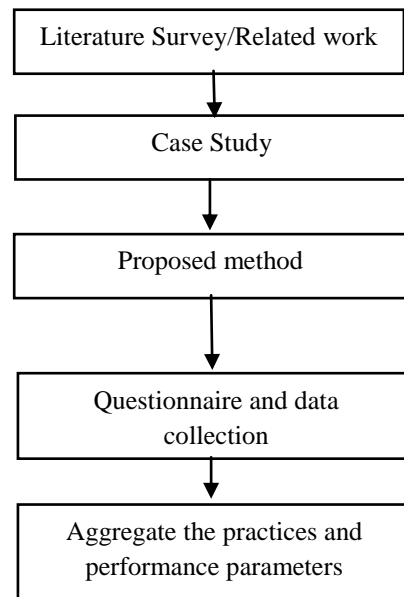 Literature Survey/Related work
Case Study
Proposed method
Questionnaire and data
collection
Aggregate the practices and
performance parameters